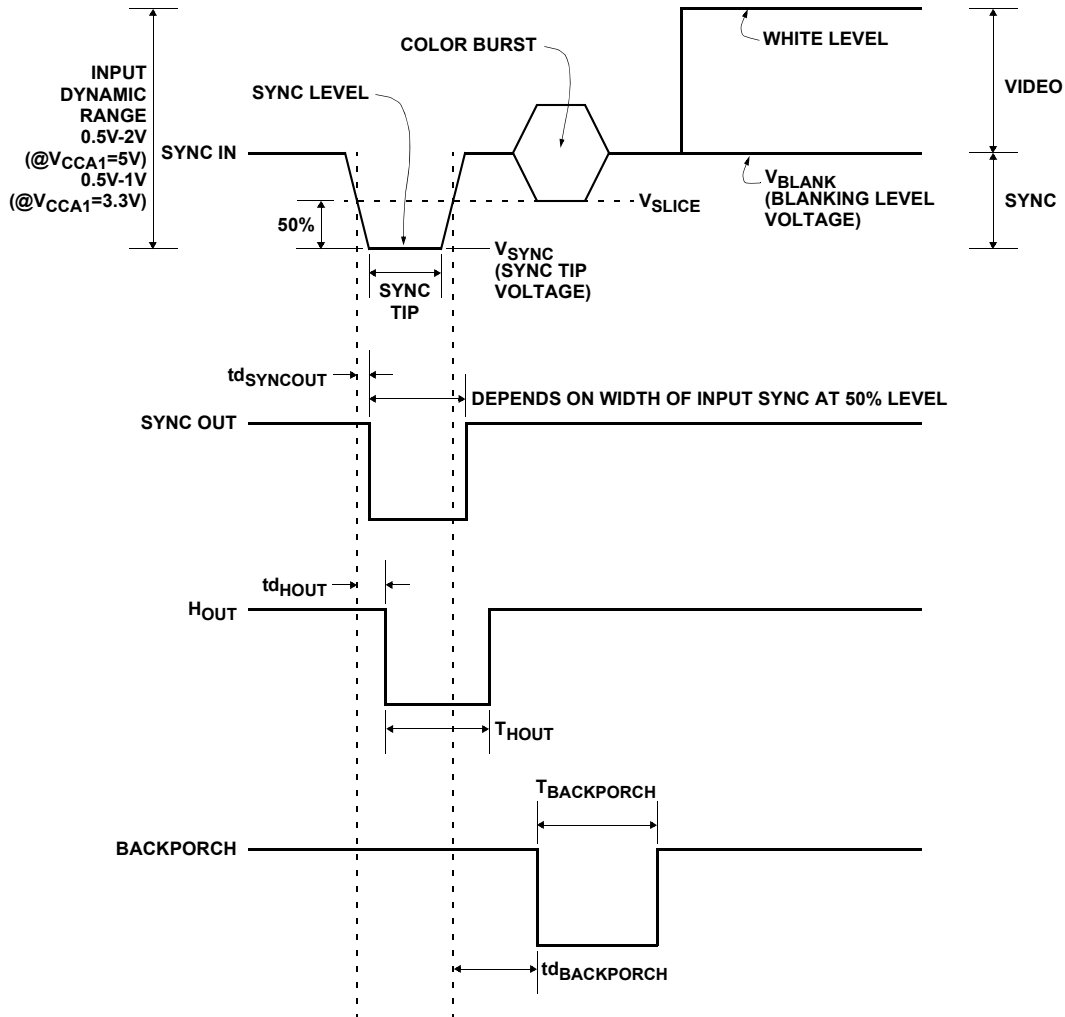 INPUT
DYNAMIC
RANGE
0.5V-2V
(@VCCA1=5V)
0.5V-1V
(@VCCA1=3.3V)
SYNC IN
SYNC LEVEL
COLOR BURST
WHITE LEVEL
VIDEO
50%
VSLICE
VBLANK
(BLANKING LEVEL
VOLTAGE)
SYNC
VSYNC
(SYNC TIP
VOLTAGE)
SYNC
TIP
tdSYNCOUT
DEPENDS ON WIDTH OF INPUT SYNC AT 50% LEVEL
SYNC OUT
tdHOUT
HOUT
THOUT
TBACKPORCH
BACKPORCH
tdBACKPORCH